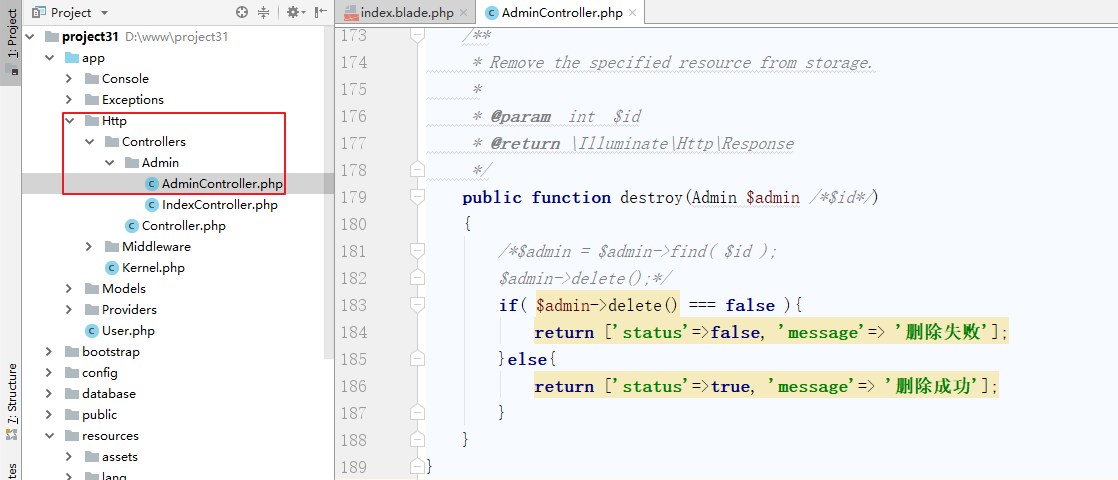 1: Project
Project
index.blade.php
AdminController.php
project31 D:\www\project31
app
Console
Exceptions
Http
Controllers
Admin
AdminController.php
IndexController.php
Controller.php
Middleware
Kernel.php
Models
Providers
User.php
bootstrap
config
database
public
resources
assets
lang
7: Structure
173 /**
174 * Remove the specified resource from storage.
175 *
176 * @param  int  $id
177 * @return \Illuminate\Http\Response
178 */
179 public function destroy(Admin $admin /*$id*/)
180 {
181 /*$admin = $admin->find( $id );
182 $admin->delete();*/
183 if( $admin->delete() === false ){
184 return ['status'=>false, 'message'=> '删除失败'];
185 }else{
186 return ['status'=>true, 'message'=> '删除成功'];
187 }
188 }
189 }